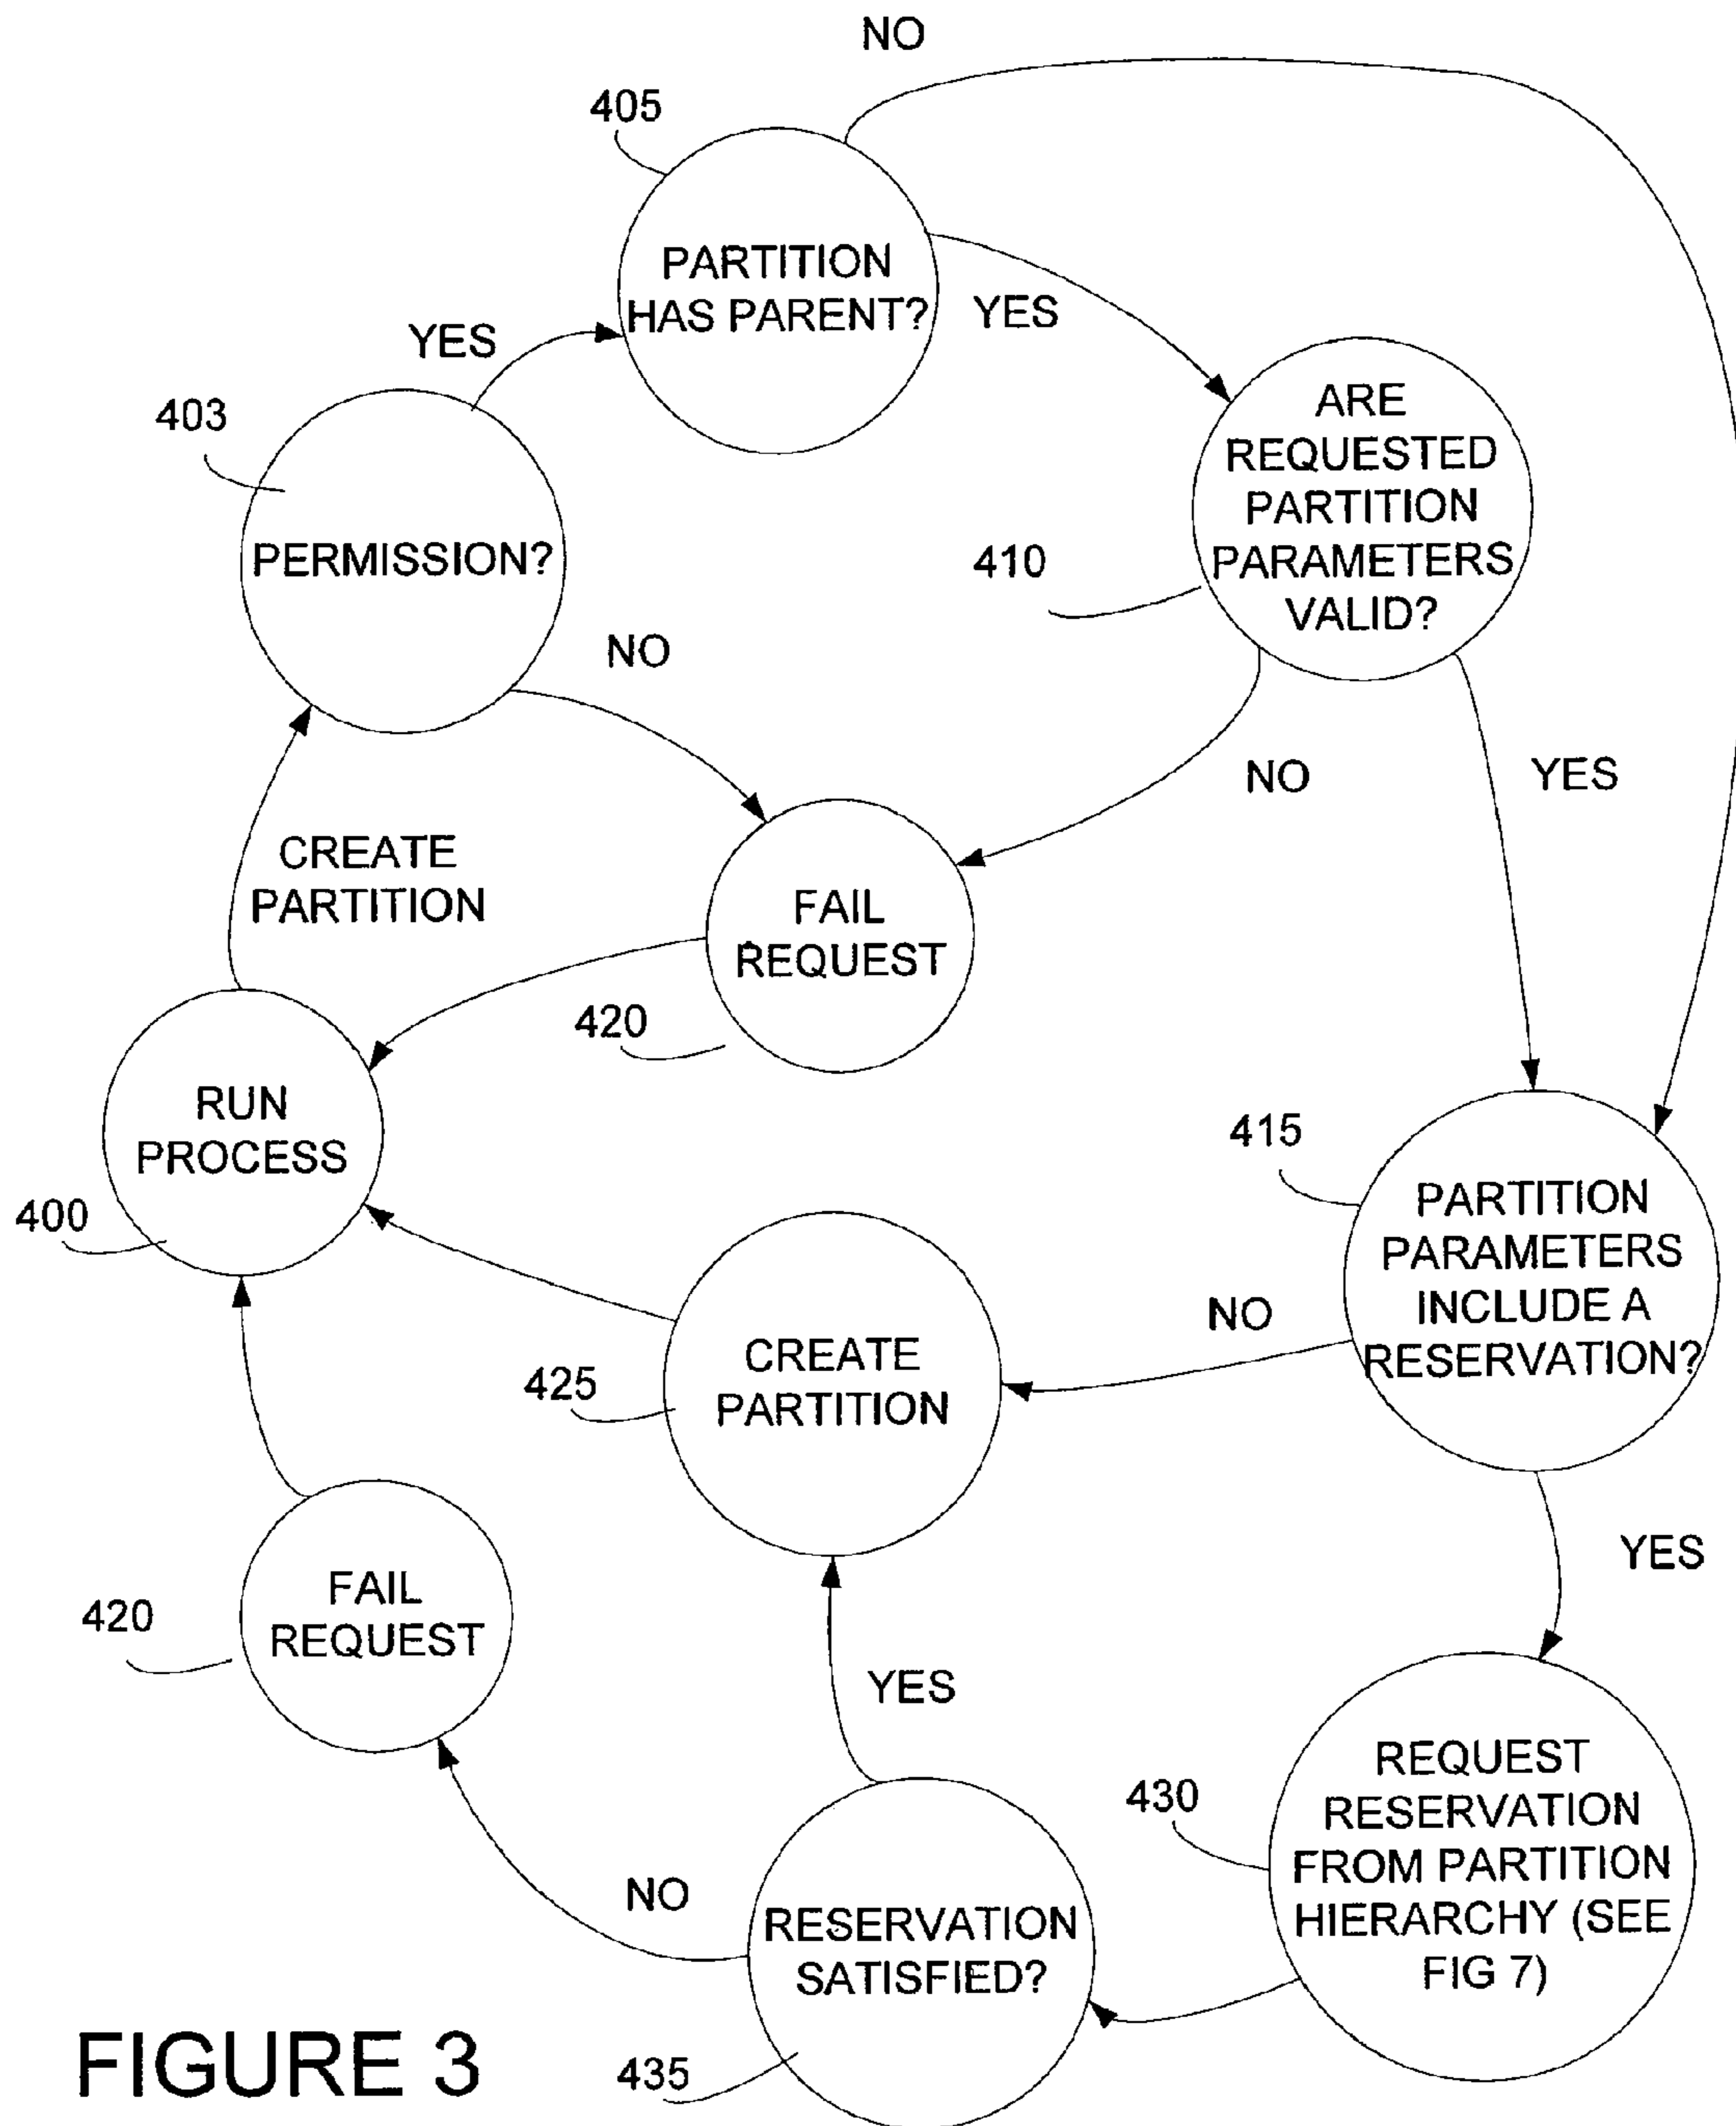 NO
405
PARTITION
HAS PARENT?
YES
YES
403
PERMISSION?
ARE
REQUESTED
PARTITION
PARAMETERS
VALID?
410
NO
NO
YES
CREATE
PARTITION
FAIL
REQUEST
420
RUN
PROCESS
400
415
PARTITION
PARAMETERS
INCLUDE A
RESERVATION?
NO
CREATE
PARTITION
425
YES
FAIL
REQUEST
420
YES
REQUEST
RESERVATION
FROM PARTITION
HIERARCHY (SEE
FIG 7)
430
NO
RESERVATION
SATISFIED?
435
FIGURE 3